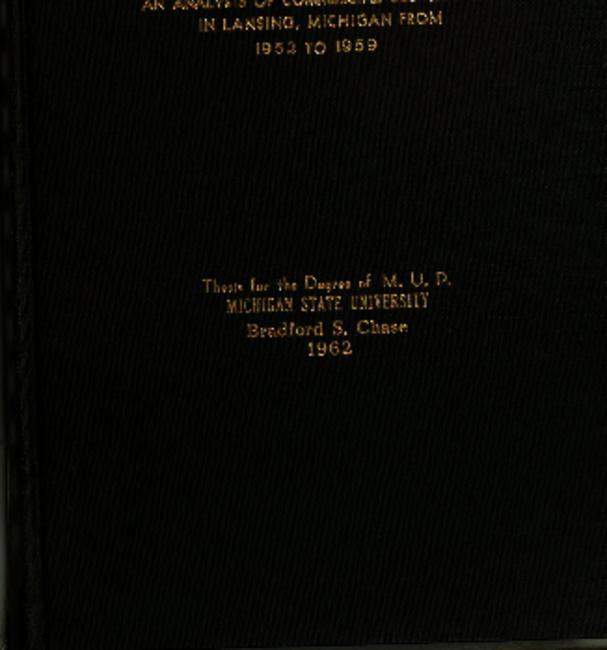 AN ANALYSIS OF COMMERCIAL
IN LANSING, MICHIGAN FROM
1953 TO 1959
Thesis for the Degree of M. U. P.
MICHIGAN STATE UNIVERSITY
Bradford S. Chase
1962